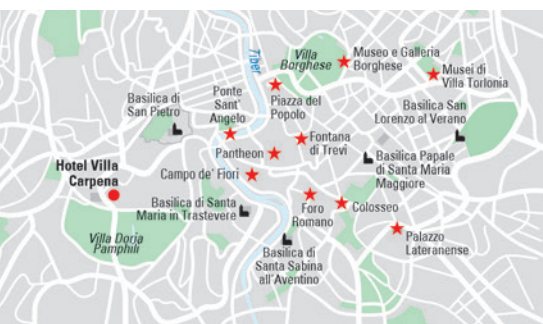 Tiber
Villa
Borghese
Museo e Galleria
Borghese
Musei di
Villa Torlonia
Basilica di
San Pietro
Ponte
Sant'
Angelo
Piazza del
Popolo
Basilica San
Lorenzo al Verano
Fontana
di Trevi
Pantheon
Basilica Papale
di Santa Maria
Maggiore
Hotel Villa
Carpena
Campo de' Fiori
Basilica di Santa
Maria in Trastevere
Foro
Romano
Colosseo
Villa Doria
Pamphili
Palazzo
Lateranense
Basilica di
Santa Sabina
all'Aventino